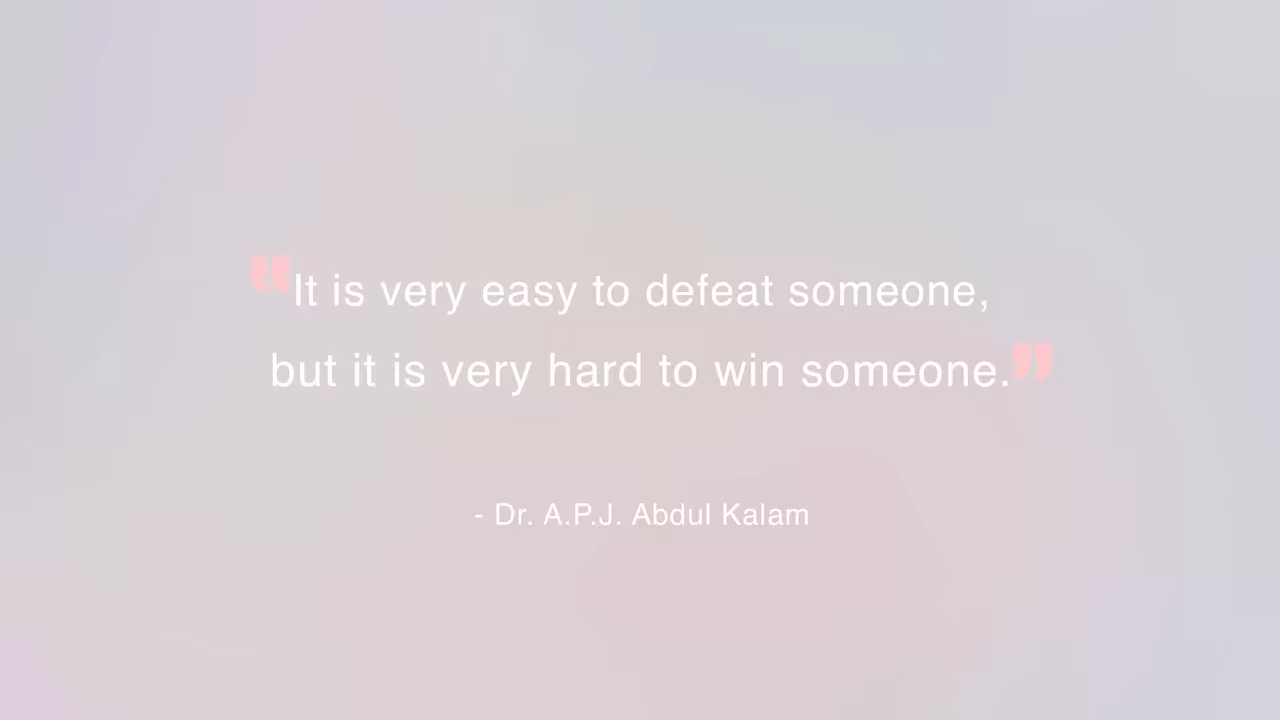 “It is very easy to defeat someone,
but it is very hard to win someone.”
- Dr. A.P.J. Abdul Kalam